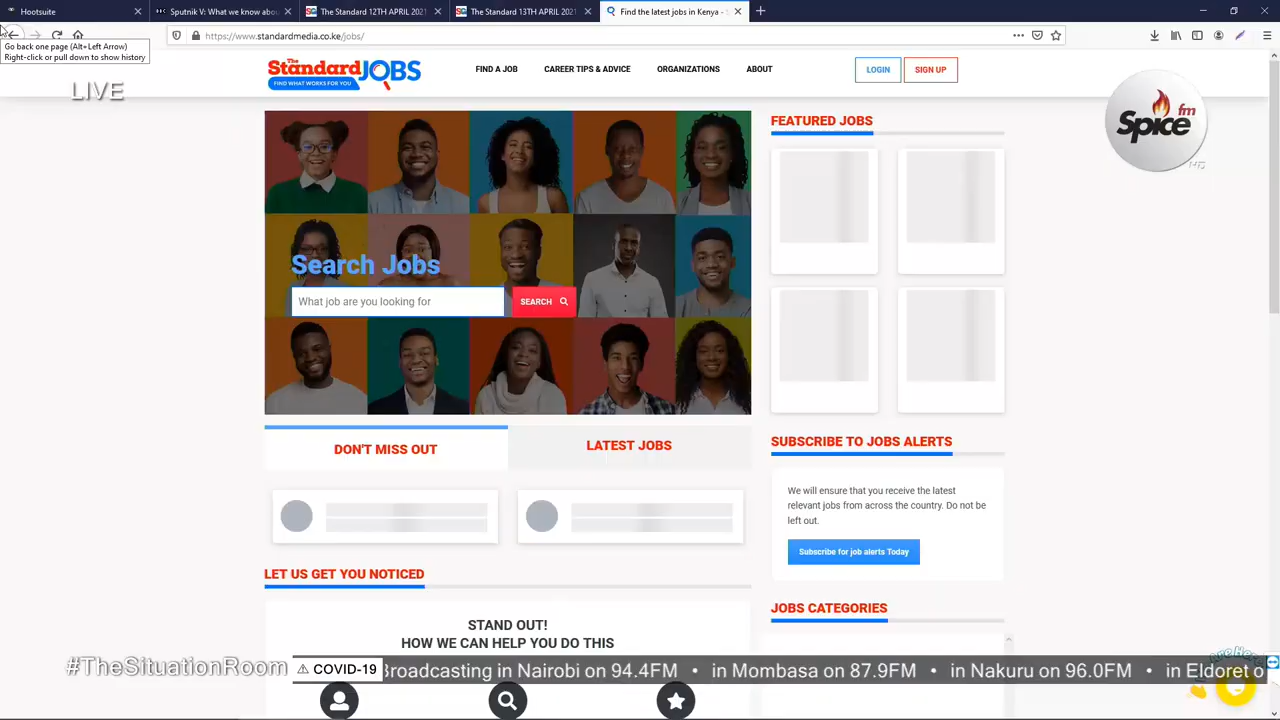 Hootsuite
Sputnik V: What we know abou
The Standard 12TH APRIL 2021
The Standard 13TH APRIL 2021
Find the latest jobs in Kenya - S
Go back one page (Alt+Left Arrow)
Right-click or pull down to show history
https://www.standardmedia.co.ke/jobs/
LIVE
The
Standard JOBS
FIND WHAT WORKS FOR YOU
FIND A JOB
CAREER TIPS & ADVICE
ORGANIZATIONS
ABOUT
LOGIN
SIGN UP
Spice fm
Search Jobs
What job are you looking for
SEARCH
FEATURED JOBS
DON'T MISS OUT
LATEST JOBS
SUBSCRIBE TO JOBS ALERTS
We will ensure that you receive the latest
relevant jobs from across the country. Do not be
left out.
Subscribe for job alerts Today
LET US GET YOU NOTICED
STAND OUT!
HOW WE CAN HELP YOU DO THIS
JOBS CATEGORIES
#TheSituationRoom
COVID-19
Broadcasting in Nairobi on 94.4FM • in Mombasa on 87.9FM • in Nakuru on 96.0FM • in Eldoret o